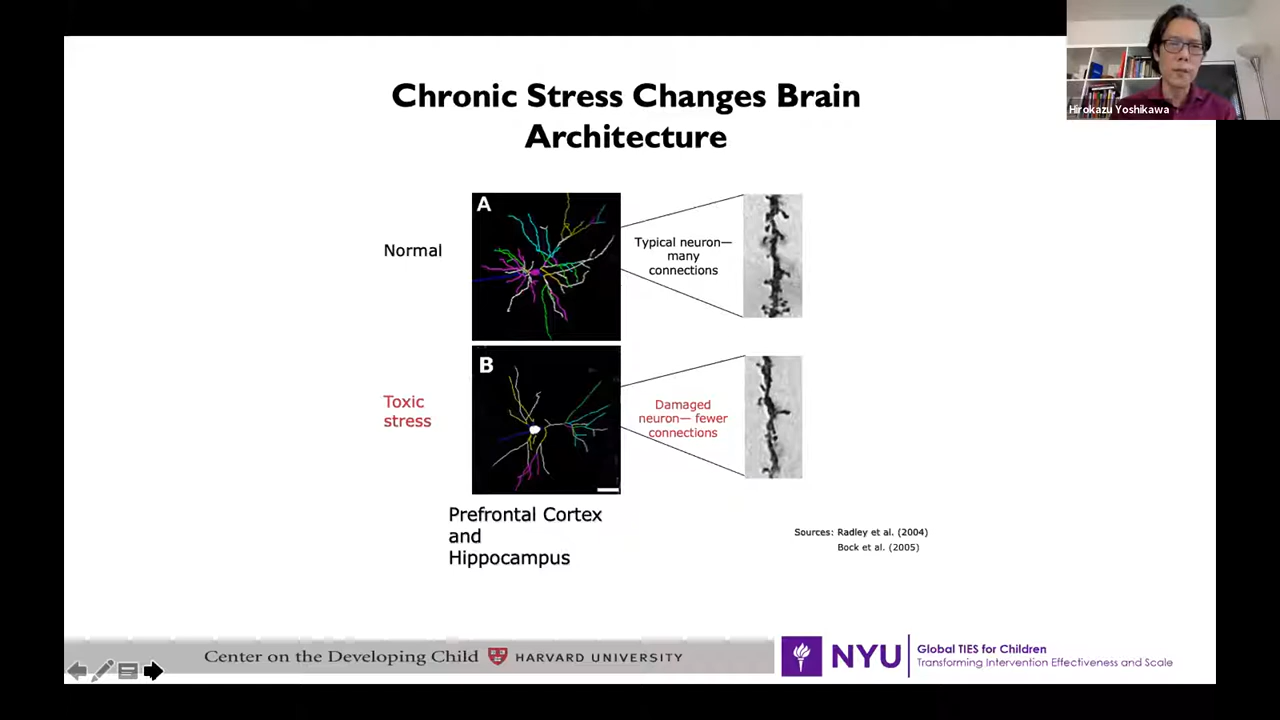 Hirokazu Yoshikawa
Chronic Stress Changes Brain
Architecture
A
Normal
Typical neuron—
many
connections
B
Toxic
stress
Damaged
neuron— fewer
connections
Prefrontal Cortex
and
Hippocampus
Sources: Radley et al. (2004)
Bock et al. (2005)
Center on the Developing Child HARVARD UNIVERSITY
NYU
Global TIES for Children
Transforming Intervention Effectiveness and Scale